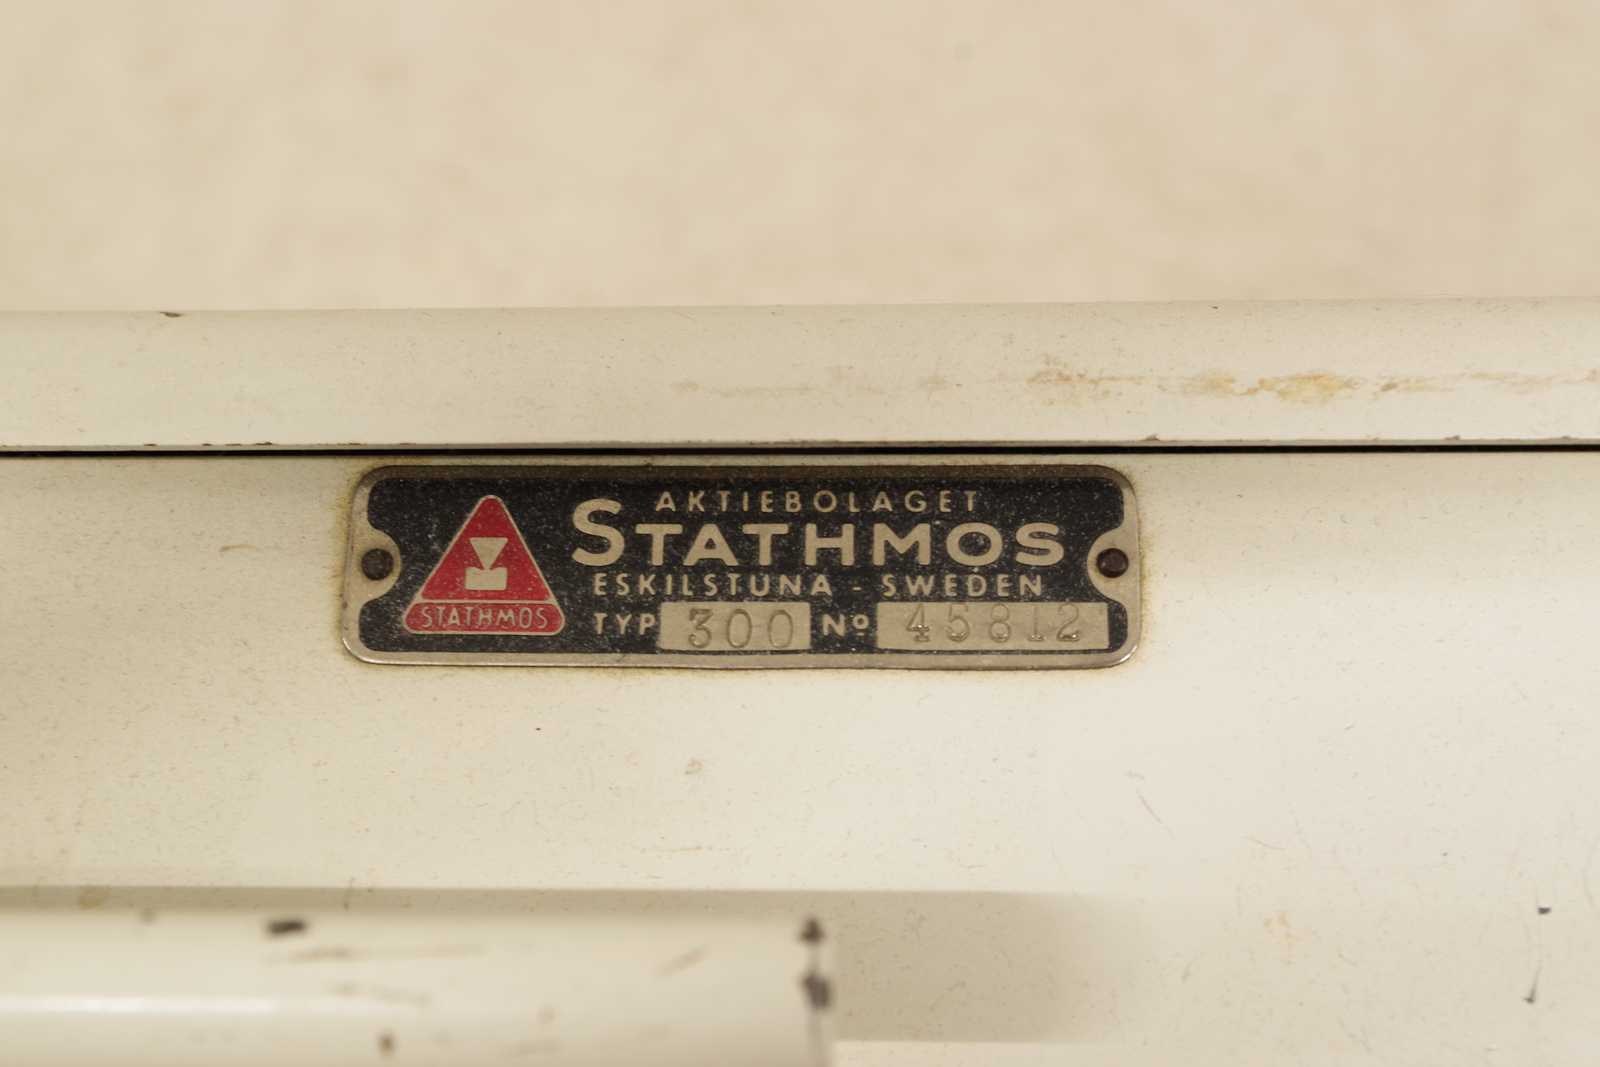 STATHMOS
AKTIEBOLAGET
STATHMOS
ESKILSTUNA - SWEDEN
TYP 300 Nº 45812